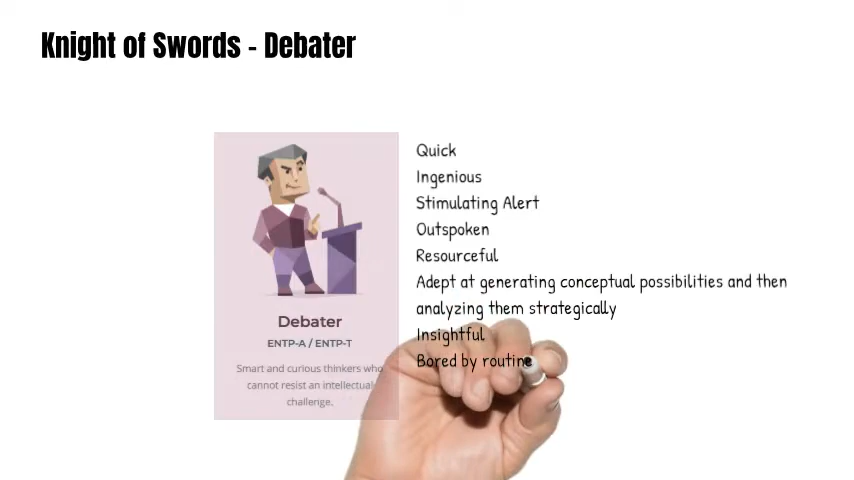 Knight of Swords - Debater
Debater
ENTP-A / ENTP-T
Smart and curious thinkers who
cannot resist an intellectual
challenge.
Quick
Ingenious
Stimulating Alert
Outspoken
Resourceful
Adept at generating conceptual possibilities and then
analyzing them strategically
Insightful
Bored by routine